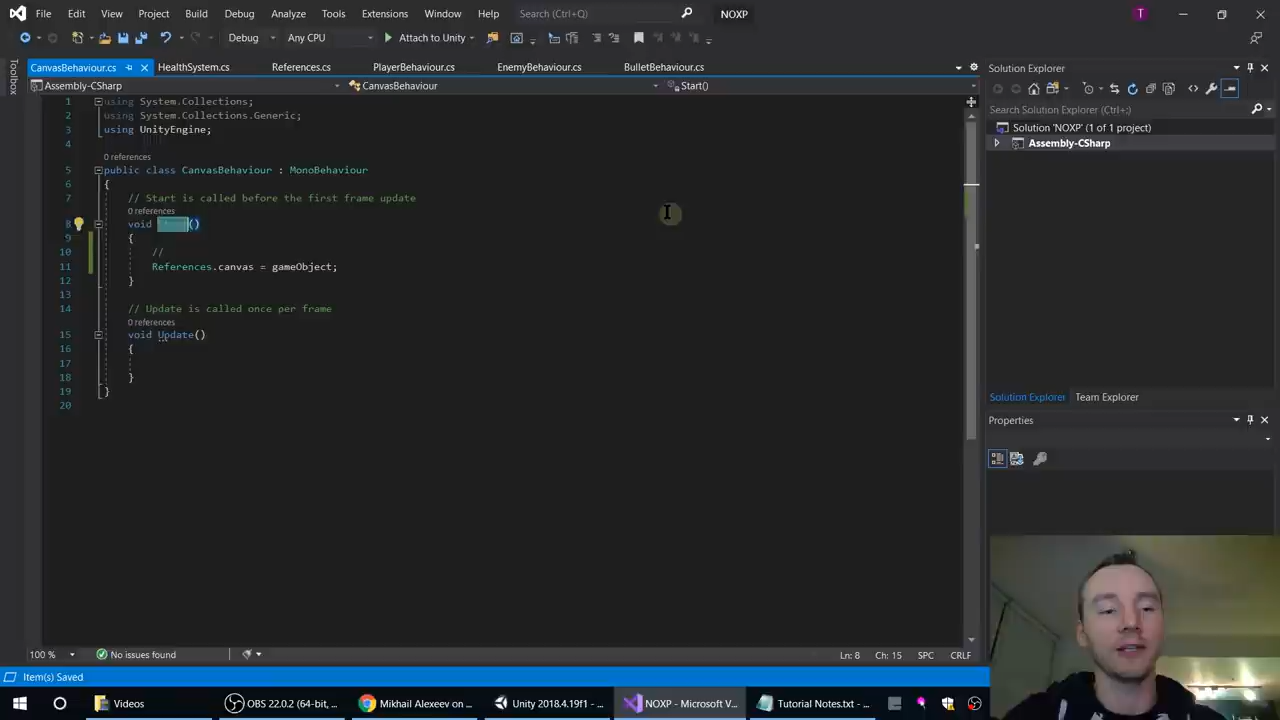 File Edit View Project Build Debug Analyze Tools Extensions Window Help Search (Ctrl+Q) NOXP T
Debug Any CPU Attach to Unity
Toolbox
CanvasBehaviour.cs HealthSystem.cs References.cs PlayerBehaviour.cs EnemyBehaviour.cs BulletBehaviour.cs
Assembly-CSharp CanvasBehaviour Start()
1 using System.Collections;
2 using System.Collections.Generic;
3 using UnityEngine;
4
0 references
5 public class CanvasBehaviour : MonoBehaviour
6 {
7 // Start is called before the first frame update
0 references
8 void ()
9 {
10 //
11 References.canvas = gameObject;
12 }
13
14 // Update is called once per frame
0 references
15 void Update()
16 {
17
18 }
19 }
20
100 % No issues found Ln: 8 Ch: 15 SPC CRLF
Item(s) Saved
Solution Explorer
Search Solution Explorer (Ctrl+;)
Solution 'NOXP' (1 of 1 project)
Assembly-CSharp
Solution Explorer Team Explorer
Properties
Videos OBS 22.0.2 (64-bit, ... Mikhail Alexeev on ... Unity 2018.4.19f1 - ... NOXP - Microsoft V... Tutorial Notes.txt - ...